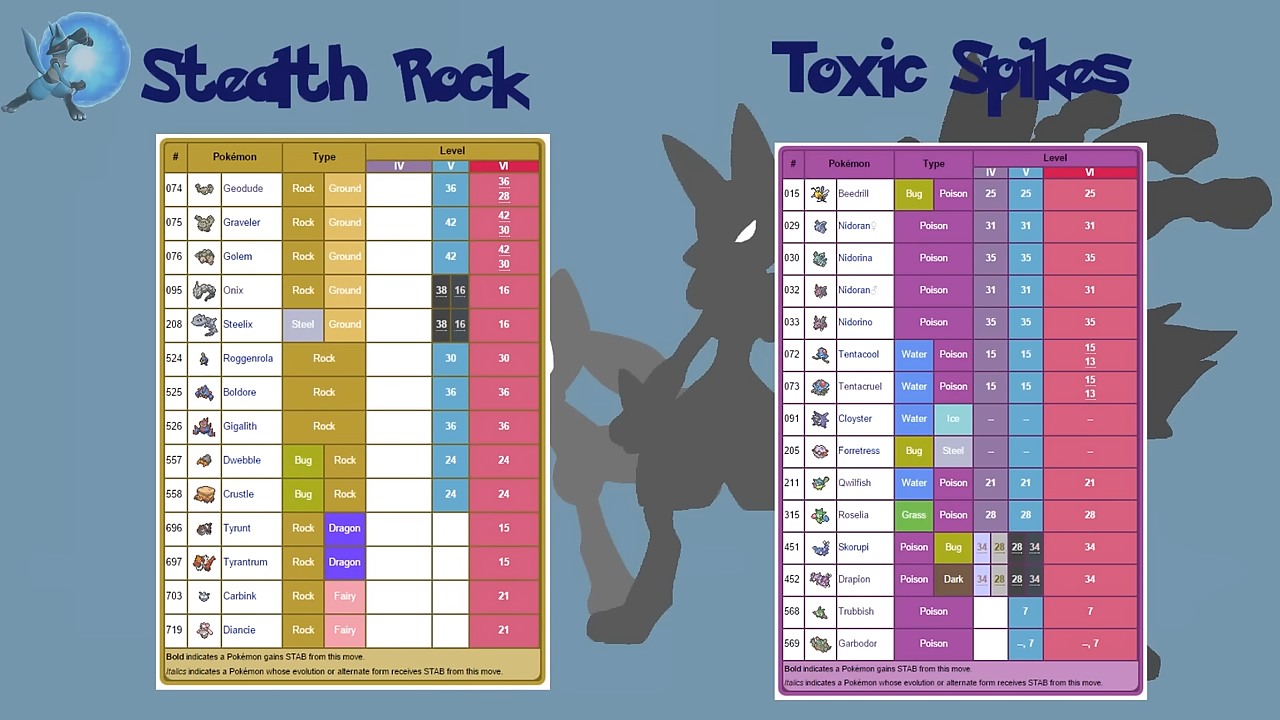 Stealth Rock
Toxic Spikes
# Pokémon Type Level
IV V VI
074 Geodude Rock Ground 36 36 28
075 Graveler Rock Ground 42 42 30
076 Golem Rock Ground 42 42 30
095 Onix Rock Ground 38 16 16
208 Steelix Steel Ground 38 16 16
524 Roggenrola Rock 30 30
525 Boldore Rock 36 36
526 Gigalith Rock 36 36
557 Dwebble Bug Rock 24 24
558 Crustle Bug Rock 24 24
696 Tyrunt Rock Dragon 15
697 Tyrantrum Rock Dragon 15
703 Carbink Rock Fairy 21
719 Diancie Rock Fairy 21
Bold indicates a Pokémon gains STAB from this move.
Italics indicates a Pokémon whose evolution or alternate form receives STAB from this move.
# Pokémon Type Level
IV V VI
015 Beedrill Bug Poison 25 25 25
029 Nidoran♀ Poison 31 31 31
030 Nidorina Poison 35 35 35
032 Nidoran♂ Poison 31 31 31
033 Nidorino Poison 35 35 35
072 Tentacool Water Poison 15 15 15 13
073 Tentacruel Water Poison 15 15 15 13
091 Cloyster Water Ice – – –
205 Forretress Bug Steel – – –
211 Qwilfish Water Poison 21 21 21
315 Roselia Grass Poison 28 28 28
451 Skorupi Poison Bug 34 28 28 34 34
452 Drapion Poison Dark 34 28 28 34 34
568 Trubbish Poison 7 7
569 Garbodor Poison –, 7 –, 7
Bold indicates a Pokémon gains STAB from this move.
Italics indicates a Pokémon whose evolution or alternate form receives STAB from this move.